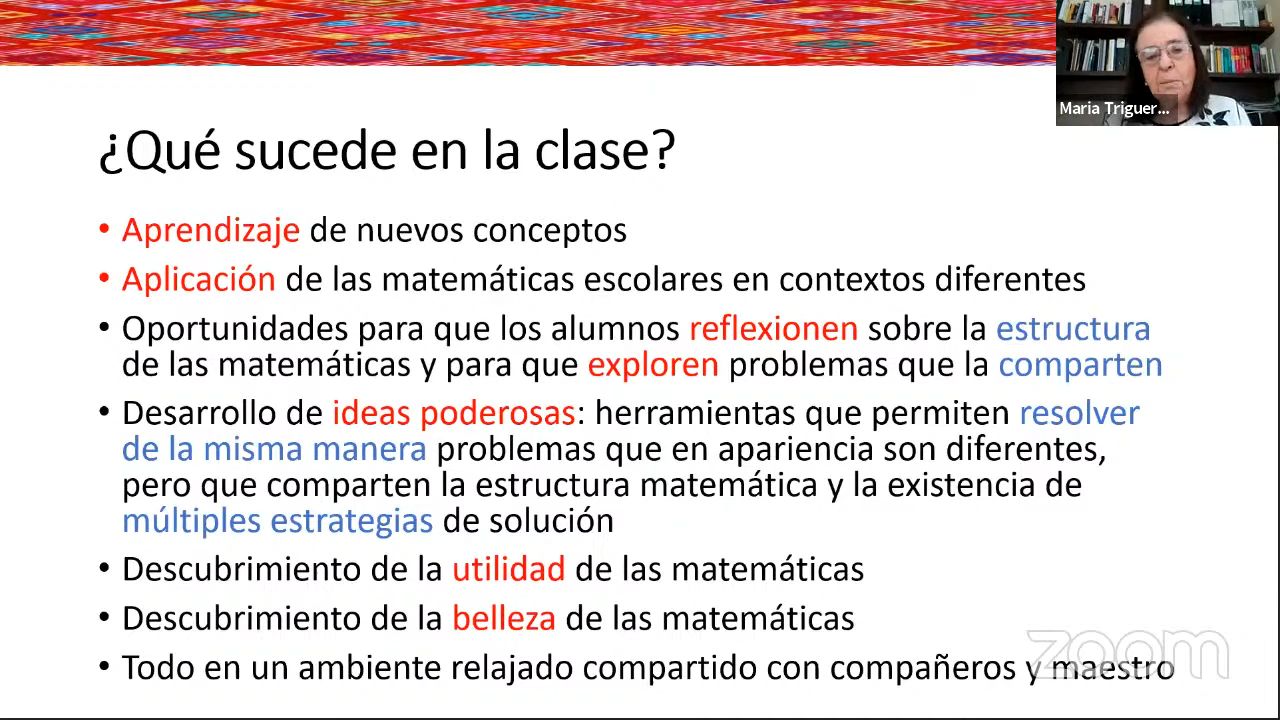 Maria Triguer...
¿Qué sucede en la clase?
• Aprendizaje de nuevos conceptos
• Aplicación de las matemáticas escolares en contextos diferentes
• Oportunidades para que los alumnos reflexionen sobre la estructura
de las matemáticas y para que exploren problemas que la comparten
• Desarrollo de ideas poderosas: herramientas que permiten resolver
de la misma manera problemas que en apariencia son diferentes,
pero que comparten la estructura matemática y la existencia de
múltiples estrategias de solución
• Descubrimiento de la utilidad de las matemáticas
• Descubrimiento de la belleza de las matemáticas
• Todo en un ambiente relajado compartido con compañeros y maestro
zoom